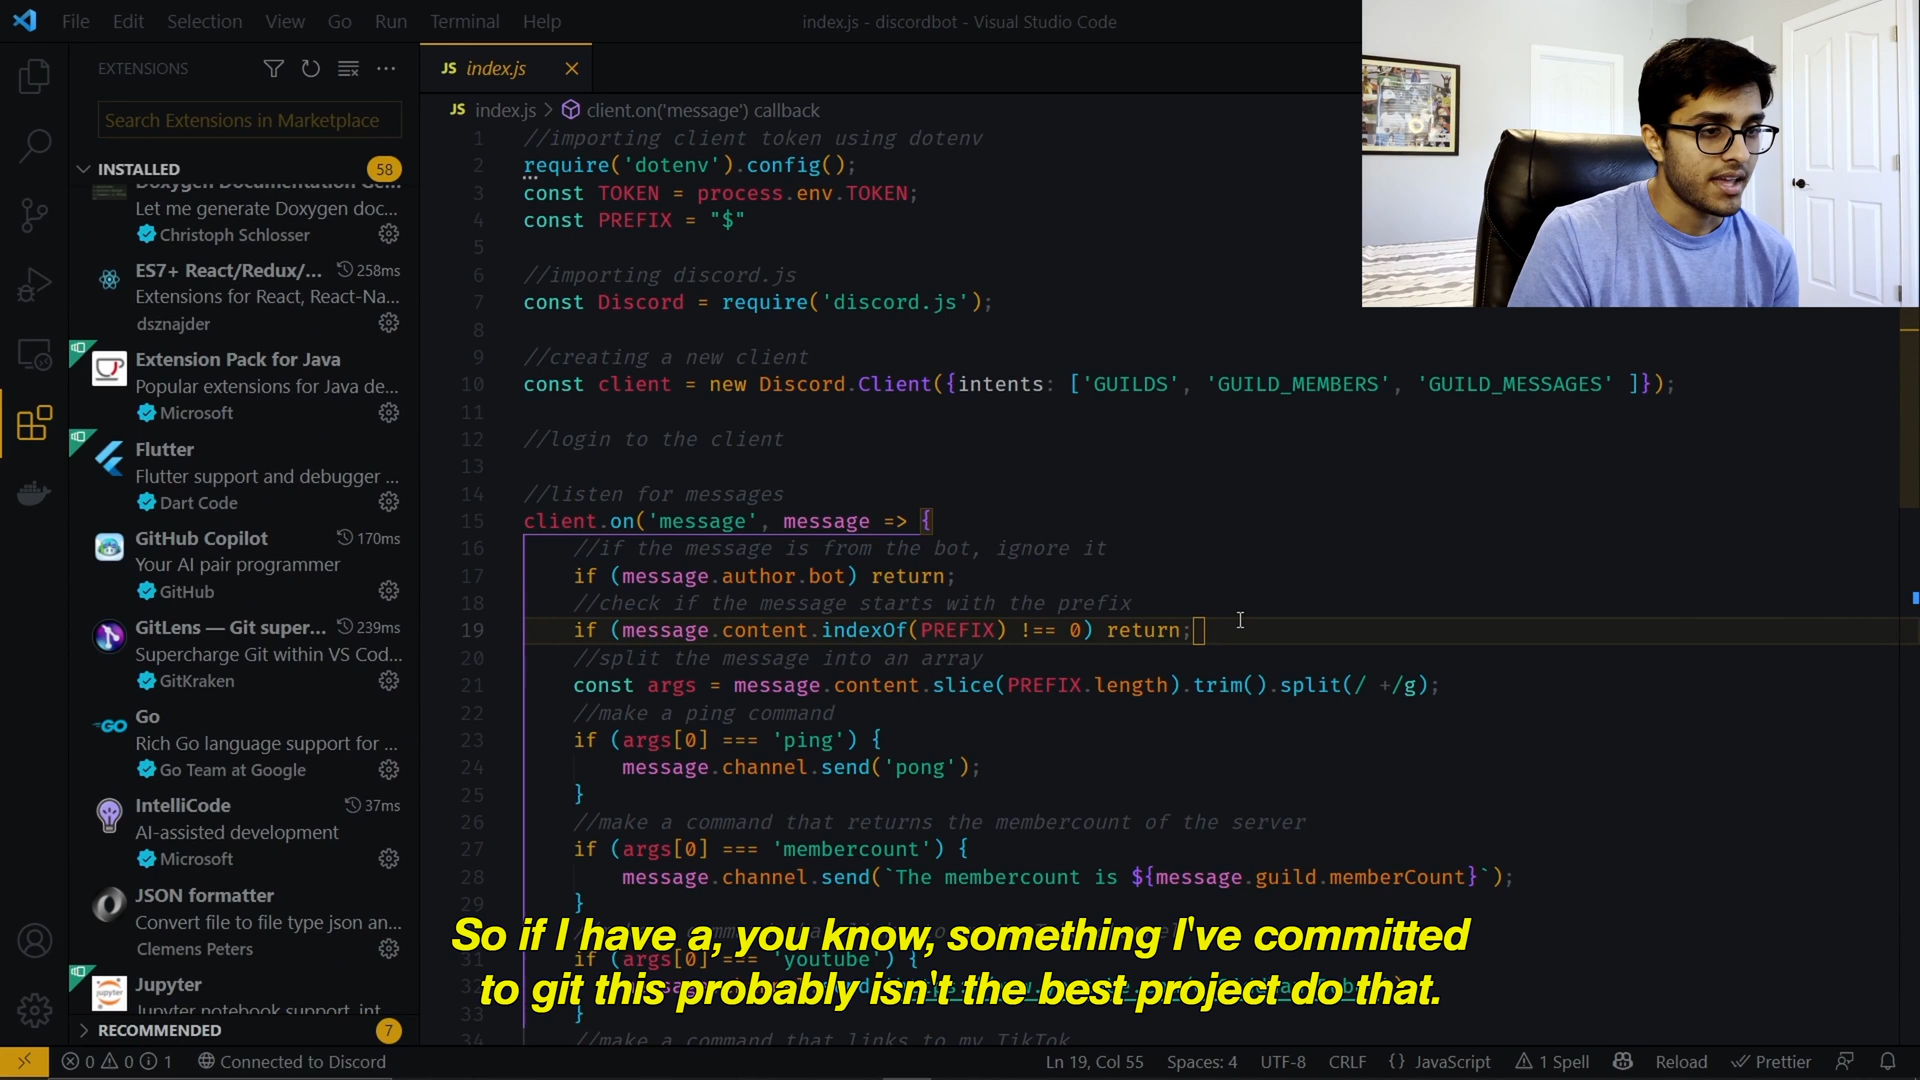 File Edit Selection View Go Run Terminal Help
index.js - discordbot - Visual Studio Code
EXTENSIONS
Search Extensions in Marketplace
INSTALLED 58
Doxygen Documentation Ge...
Let me generate Doxygen doc...
Christoph Schlosser
ES7+ React/Redux/... 258ms
Extensions for React, React-Na...
dsznajder
Extension Pack for Java
Popular extensions for Java de...
Microsoft
Flutter
Flutter support and debugger ...
Dart Code
GitHub Copilot 170ms
Your AI pair programmer
GitHub
GitLens — Git super... 239ms
Supercharge Git within VS Cod...
GitKraken
Go
Rich Go language support for ...
Go Team at Google
IntelliCode 37ms
AI-assisted development
Microsoft
JSON formatter
Convert file to file type json an...
Clemens Peters
Jupyter
Jupyter notebook support, int...
RECOMMENDED 7
JS index.js
JS index.js > client.on('message') callback
1 //importing client token using dotenv
2 require('dotenv').config();
3 const TOKEN = process.env.TOKEN;
4 const PREFIX = "$"
5
6 //importing discord.js
7 const Discord = require('discord.js');
8
9 //creating a new client
10 const client = new Discord.Client({intents: ['GUILDS', 'GUILD_MEMBERS', 'GUILD_MESSAGES' ]});
11
12 //login to the client
13
14 //listen for messages
15 client.on('message', message => {
16 //if the message is from the bot, ignore it
17 if (message.author.bot) return;
18 //check if the message starts with the prefix
19 if (message.content.indexOf(PREFIX) !== 0) return;
20 //split the message into an array
21 const args = message.content.slice(PREFIX.length).trim().split(/ +/g);
22 //make a ping command
23 if (args[0] === 'ping') {
24 message.channel.send('pong');
25 }
26 //make a command that returns the membercount of the server
27 if (args[0] === 'membercount') {
28 message.channel.send(`The membercount is ${message.guild.memberCount}`);
29 }
31 if (args[0] === 'youtube') {
32
33 }
34 //make a command that links to my TikTok
So if I have a, you know, something I've committed
to git this probably isn't the best project do that.
0 0 1 Connected to Discord
Ln 19, Col 55 Spaces: 4 UTF-8 CRLF {} JavaScript 1 Spell Reload Prettier